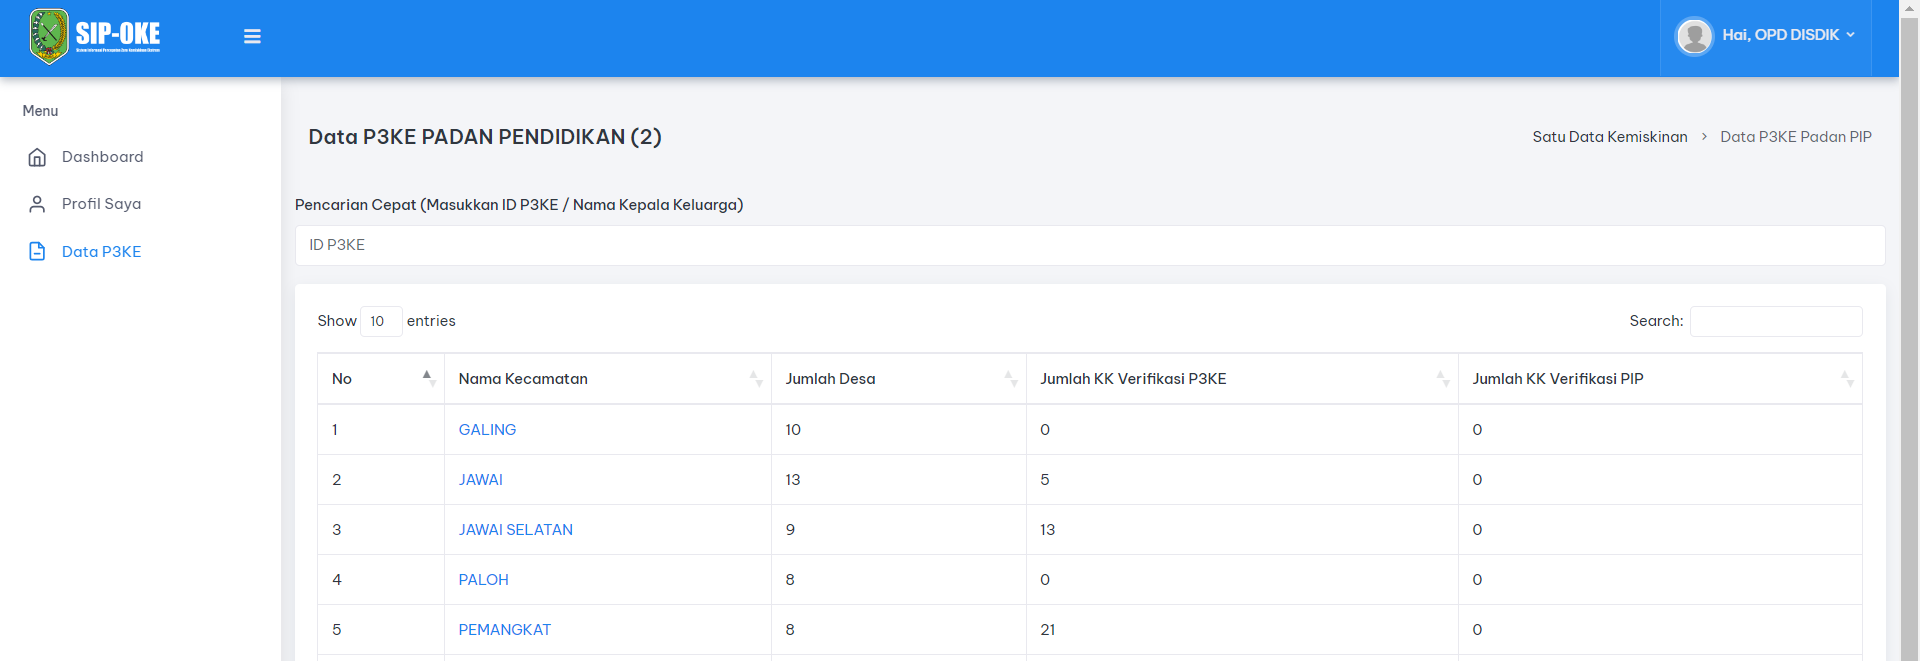 SIP-OKE
Hai, OPD DISDIK
Menu
Dashboard
Profil Saya
Data P3KE
Data P3KE PADAN PENDIDIKAN (2)
Satu Data Kemiskinan > Data P3KE Padan PIP
Pencarian Cepat (Masukkan ID P3KE / Nama Kepala Keluarga)
ID P3KE
Show 10 entries
Search:
No Nama Kecamatan Jumlah Desa Jumlah KK Verifikasi P3KE Jumlah KK Verifikasi PIP
1 GALING 10 0 0
2 JAWAI 13 5 0
3 JAWAI SELATAN 9 13 0
4 PALOH 8 0 0
5 PEMANGKAT 8 21 0